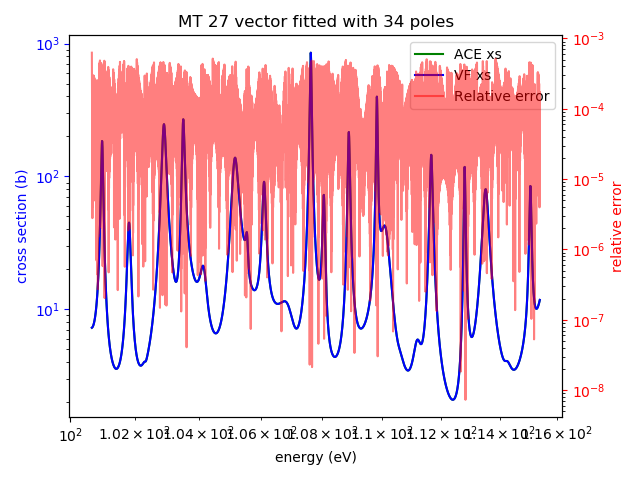 MT 27 vector fitted with 34 poles
ACE xs
VF xs
Relative error
cross section (b)
10³
10²
10¹
relative error
10⁻³
10⁻⁴
10⁻⁵
10⁻⁶
10⁻⁷
10⁻⁸
10² 1.02 × 10² 1.04 × 10² 1.06 × 10² 1.08 × 10² 1.1 × 10² 1.12 × 10² 1.14 × 10² 1.16 × 10²
energy (eV)